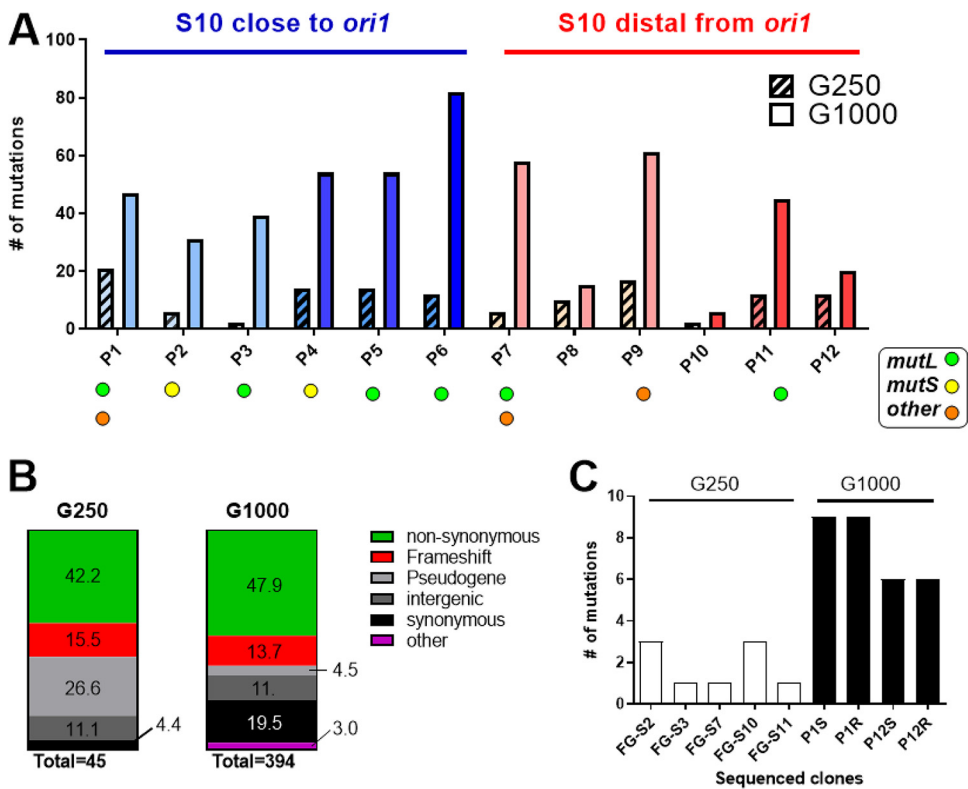 A
S10 close to ori1
S10 distal from ori1
# of mutations
100
80
60
40
20
0
G250
G1000
P1
P2
P3
P4
P5
P6
P7
P8
P9
P10
P11
P12
mutL
mutS
other
B
G250
42.2
15.5
26.6
11.1
4.4
Total=45
G1000
47.9
13.7
4.5
11.
19.5
3.0
Total=394
non-synonymous
Frameshift
Pseudogene
intergenic
synonymous
other
C
G250
G1000
# of mutations
10
8
6
4
2
0
FG-S2
FG-S3
FG-S7
FG-S10
FG-S11
P1S
P1R
P12S
P12R
Sequenced clones